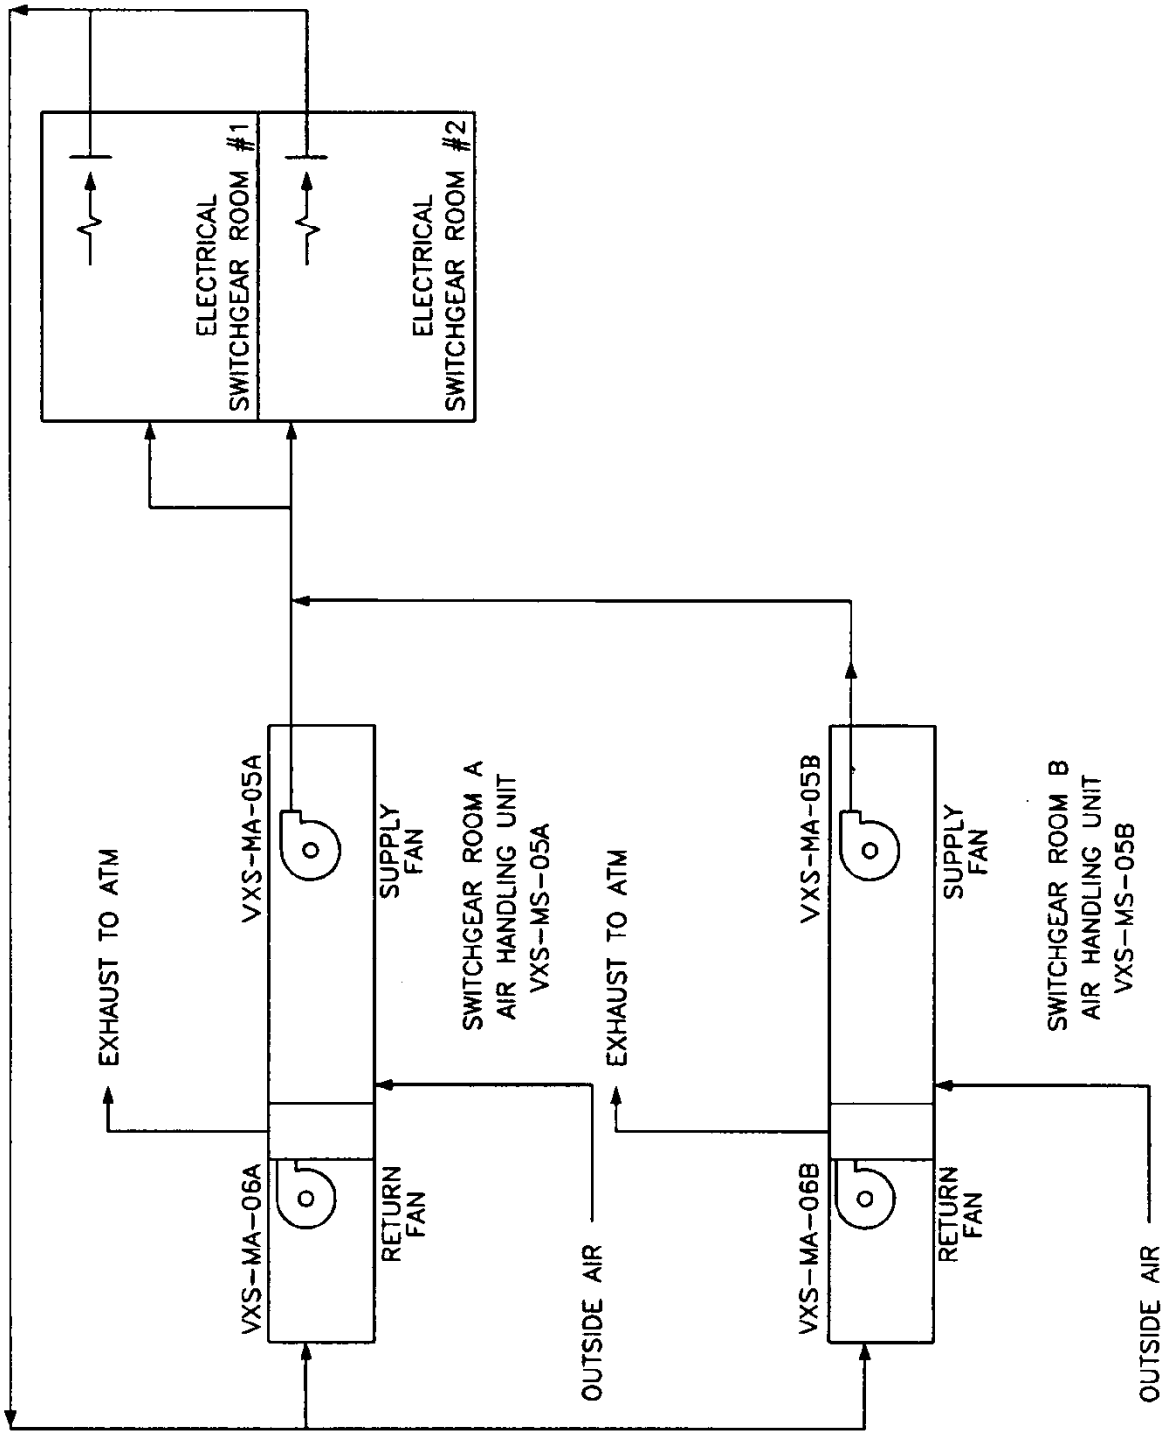 ELECTRICAL
SWITCHGEAR ROOM #1
ELECTRICAL
SWITCHGEAR ROOM #2
EXHAUST TO ATM
VXS-MA-06A
VXS-MA-05A
RETURN
FAN
SUPPLY
FAN
SWITCHGEAR ROOM A
AIR HANDLING UNIT
VXS-MS-05A
OUTSIDE AIR
EXHAUST TO ATM
VXS-MA-06B
VXS-MA-05B
RETURN
FAN
SUPPLY
FAN
SWITCHGEAR ROOM B
AIR HANDLING UNIT
VXS-MS-05B
OUTSIDE AIR